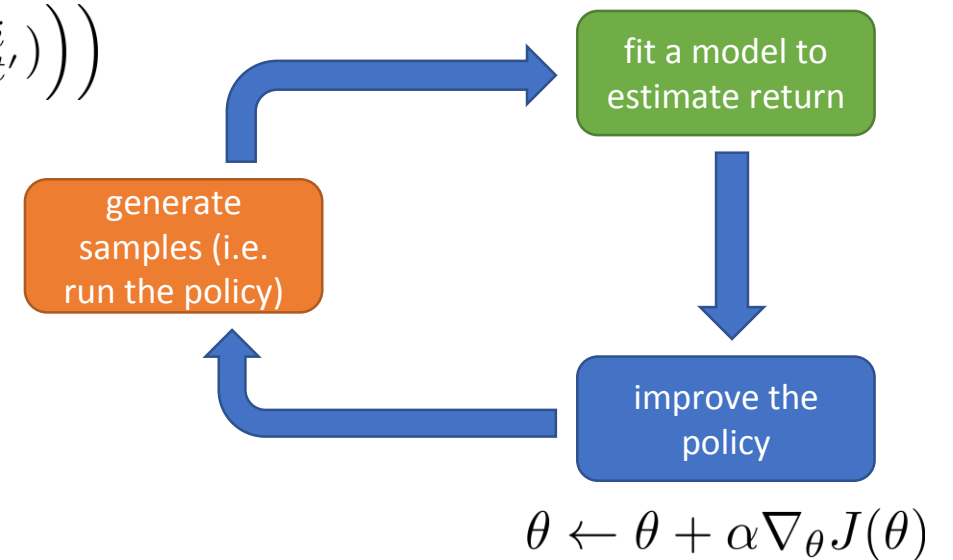 i
t′)))
fit a model to
estimate return
generate
samples (i.e.
run the policy)
improve the
policy
θ ← θ + α∇θJ(θ)